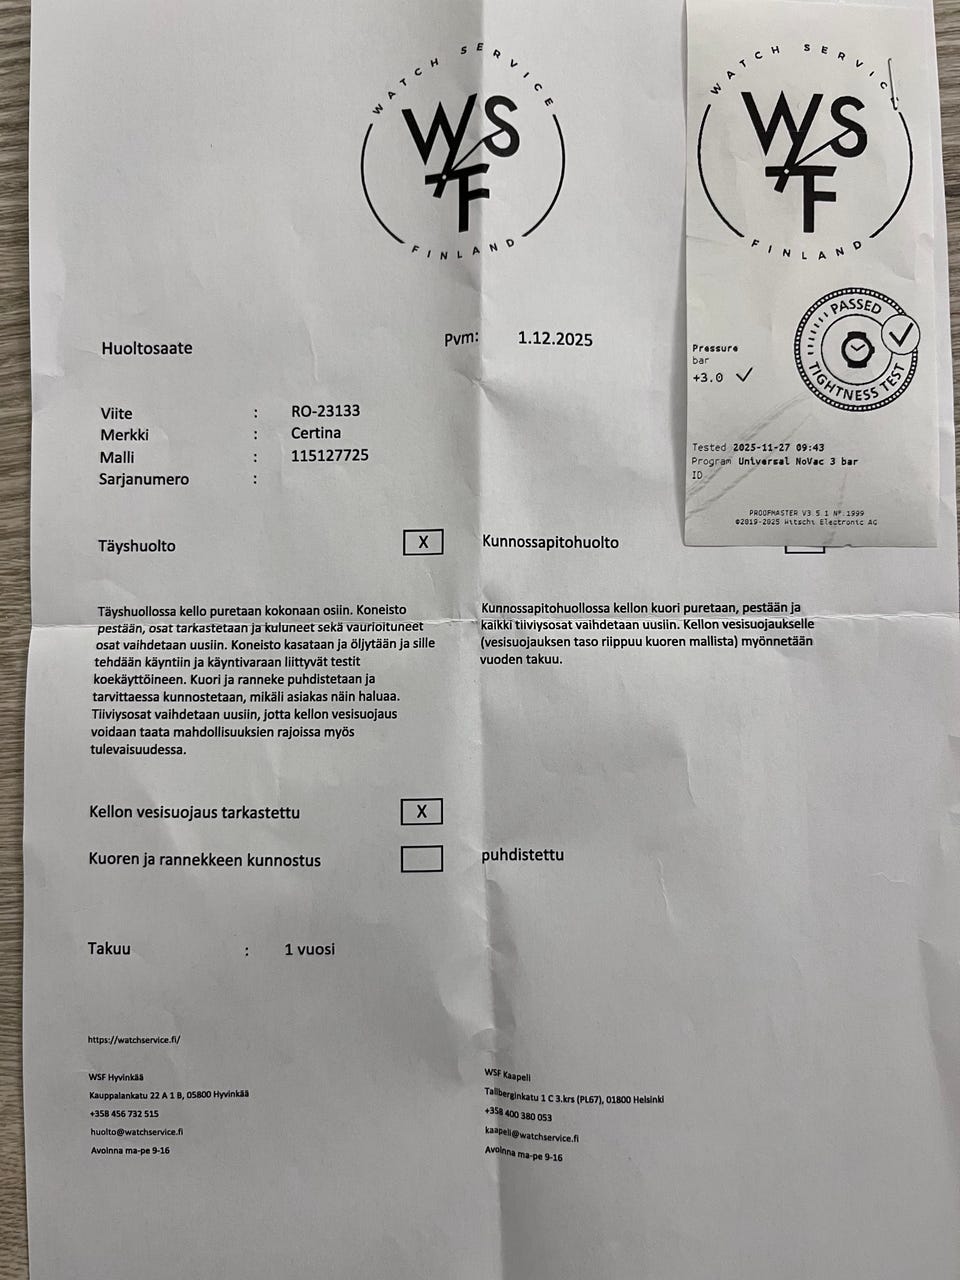 WATCH SERVICE
WSF
FINLAND
Huoltosaate
Pvm: 1.12.2025
Viite : RO-23133
Merkki : Certina
Malli : 115127725
Sarjanumero :
Täyshuolto X
Täyshuollossa kello puretaan kokonaan osiin. Koneisto
pestään, osat tarkastetaan ja kuluneet sekä vaurioituneet
osat vaihdetaan uusiin. Koneisto kasataan ja öljytään ja sille
tehdään käyntiin ja käyntivaraan liittyvät testit
koekäyttöineen. Kuori ja ranneke puhdistetaan ja
tarvittaessa kunnostetaan, mikäli asiakas näin haluaa.
Tiiviysosat vaihdetaan uusiin, jotta kellon vesisuojaus
voidaan taata mahdollisuuksien rajoissa myös
tulevaisuudessa.
Kunnossapitohuolto
Kunnossapitohuollossa kellon kuori puretaan, pestään ja
kaikki tiiviysosat vaihdetaan uusiin. Kellon vesisuojaukselle
(vesisuojauksen taso riippuu kuoren mallista) myönnetään
vuoden takuu.
Kellon vesisuojaus tarkastettu X
Kuoren ja rannekkeen kunnostus puhdistettu
Takuu : 1 vuosi
https://watchservice.fi/
WSF Hyvinkää
Kauppalankatu 22 A 1 B, 05800 Hyvinkää
+358 456 732 515
huolto@watchservice.fi
Avoinna ma-pe 9-16
WSF Kaapeli
Tallberginkatu 1 C 3.krs (PL67), 01800 Helsinki
+358 400 380 053
kaapeli@watchservice.fi
Avoinna ma-pe 9-16
WATCH SERVICE
WSF
FINLAND
PASSED
TIGHTNESS TEST
Pressure
bar
+3.0 ✓
Tested 2025-11-27 09:43
Program Universal NoVac 3 bar
ID
PROOFMASTER V3.5.1 N°.1999
©2019-2025 Witschi Electronic AG